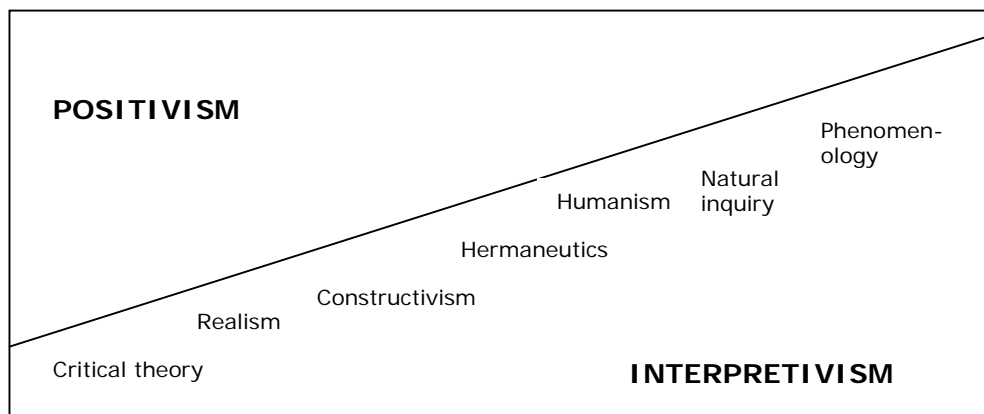 POSITIVISM
Phenomen-
ology
Natural
inquiry
Humanism
Hermaneutics
Constructivism
Realism
Critical theory
INTERPRETIVISM